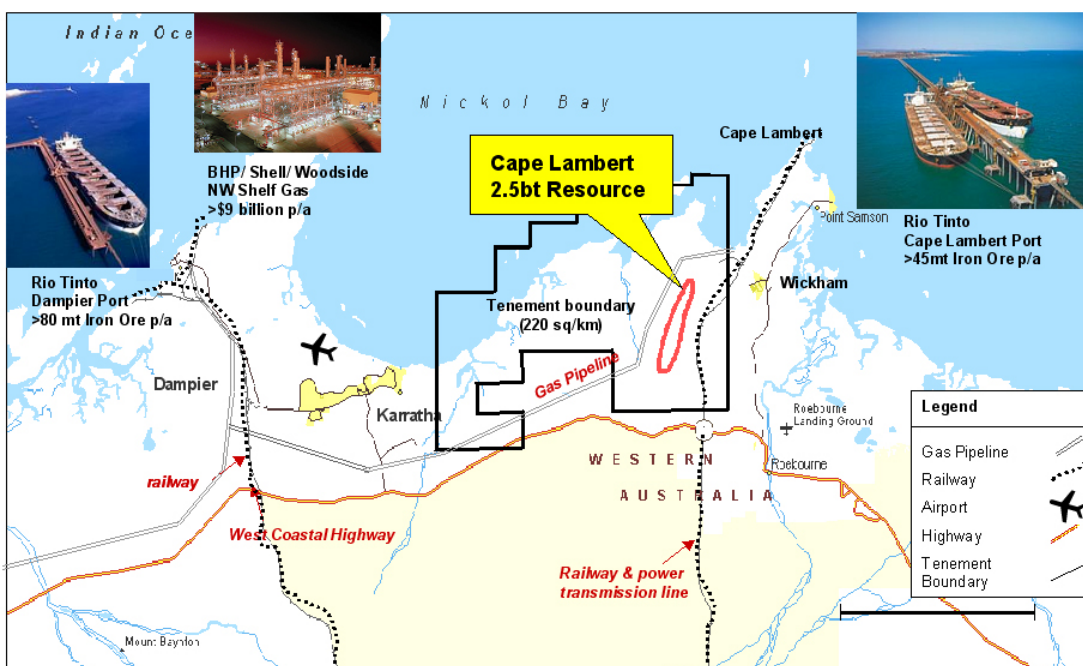 Indian Oce
Nickol Bay
Cape Lambert
Cape Lambert
2.5bt Resource
BHP/ Shell/ Woodside
NW Shelf Gas
>$9 billion p/a
Point Samson
Rio Tinto
Cape Lambert Port
>45mt Iron Ore p/a
Rio Tinto
Dampier Port
>80 mt Iron Ore p/a
Wickham
Tenement boundary
(220 sq/km)
Gas Pipeline
Dampier
Karratha
Roebourne
Landing Ground
Legend
Gas Pipeline
Railway
Airport
Highway
Tenement
Boundary
WESTERN
AUSTRALIA
Roebourne
railway
West Coastal Highway
Railway & power
transmission line
Mount Baynton